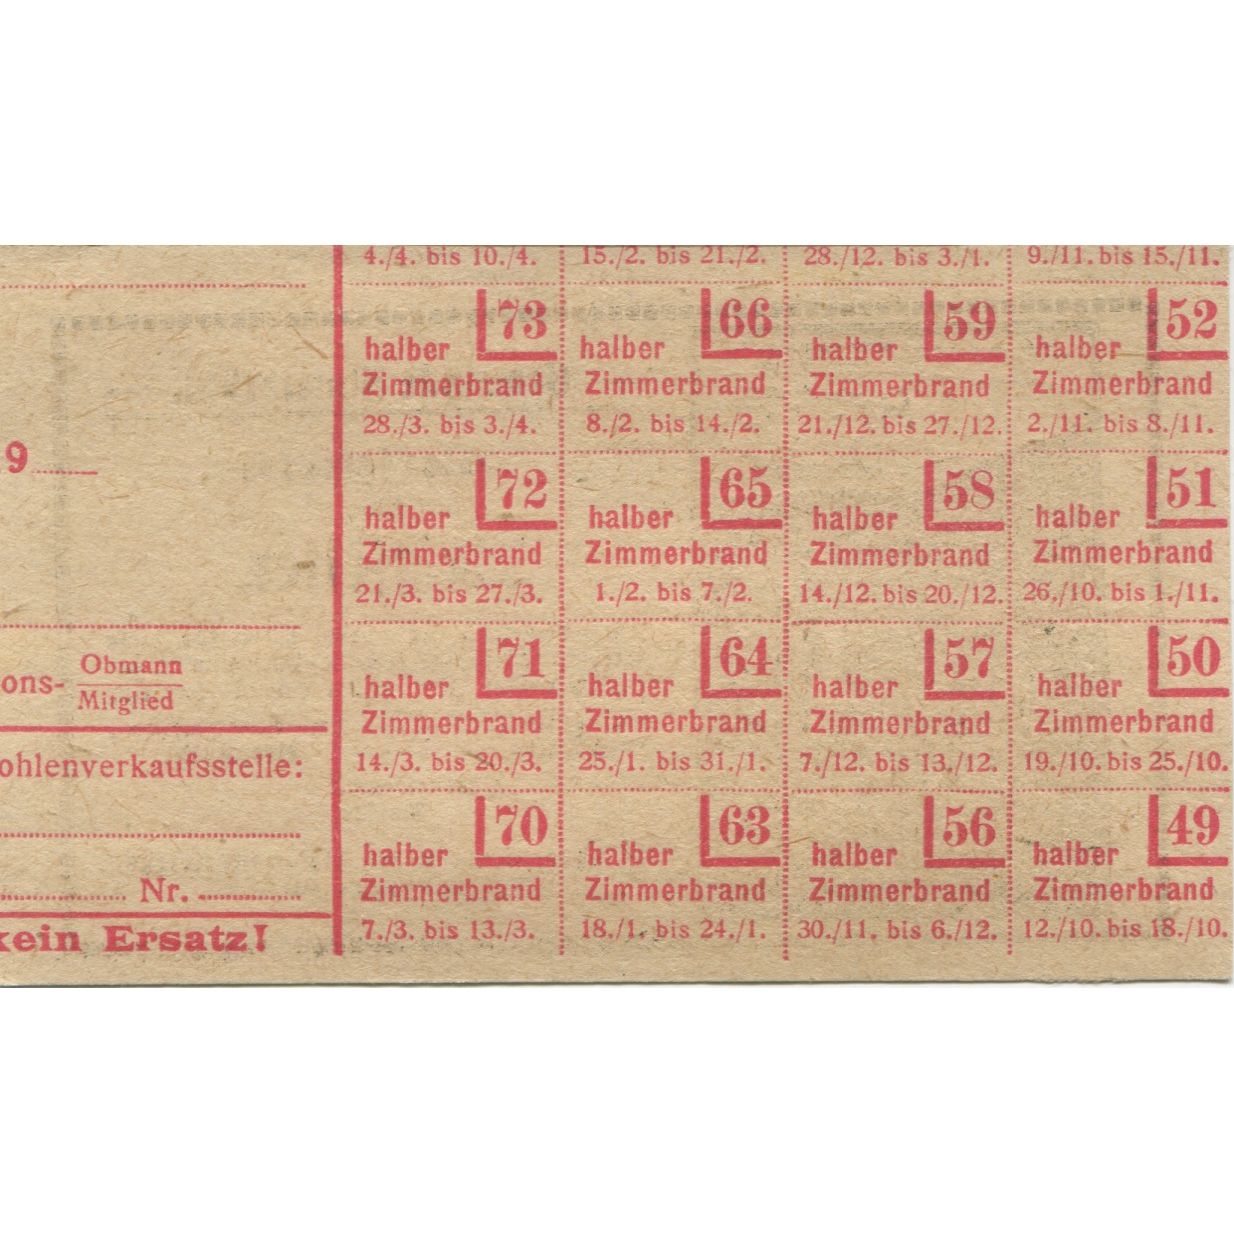 9
ons-
Obmann
Mitglied
ohlenverkaufsstelle:
Nr.
kein Ersatz!
4./4. bis 10./4.
15./2. bis 21./2.
28./12. bis 3./1.
9./11. bis 15./11.
73
halber
Zimmerbrand
28./3. bis 3./4.
66
halber
Zimmerbrand
8./2. bis 14./2.
59
halber
Zimmerbrand
21./12. bis 27./12.
52
halber
Zimmerbrand
2./11. bis 8./11.
72
halber
Zimmerbrand
21./3. bis 27./3.
65
halber
Zimmerbrand
1./2. bis 7./2.
58
halber
Zimmerbrand
14./12. bis 20./12.
51
halber
Zimmerbrand
26./10. bis 1./11.
71
halber
Zimmerbrand
14./3. bis 20./3.
64
halber
Zimmerbrand
25./1. bis 31./1.
57
halber
Zimmerbrand
7./12. bis 13./12.
50
halber
Zimmerbrand
19./10. bis 25./10.
70
halber
Zimmerbrand
7./3. bis 13./3.
63
halber
Zimmerbrand
18./1. bis 24./1.
56
halber
Zimmerbrand
30./11. bis 6./12.
49
halber
Zimmerbrand
12./10. bis 18./10.